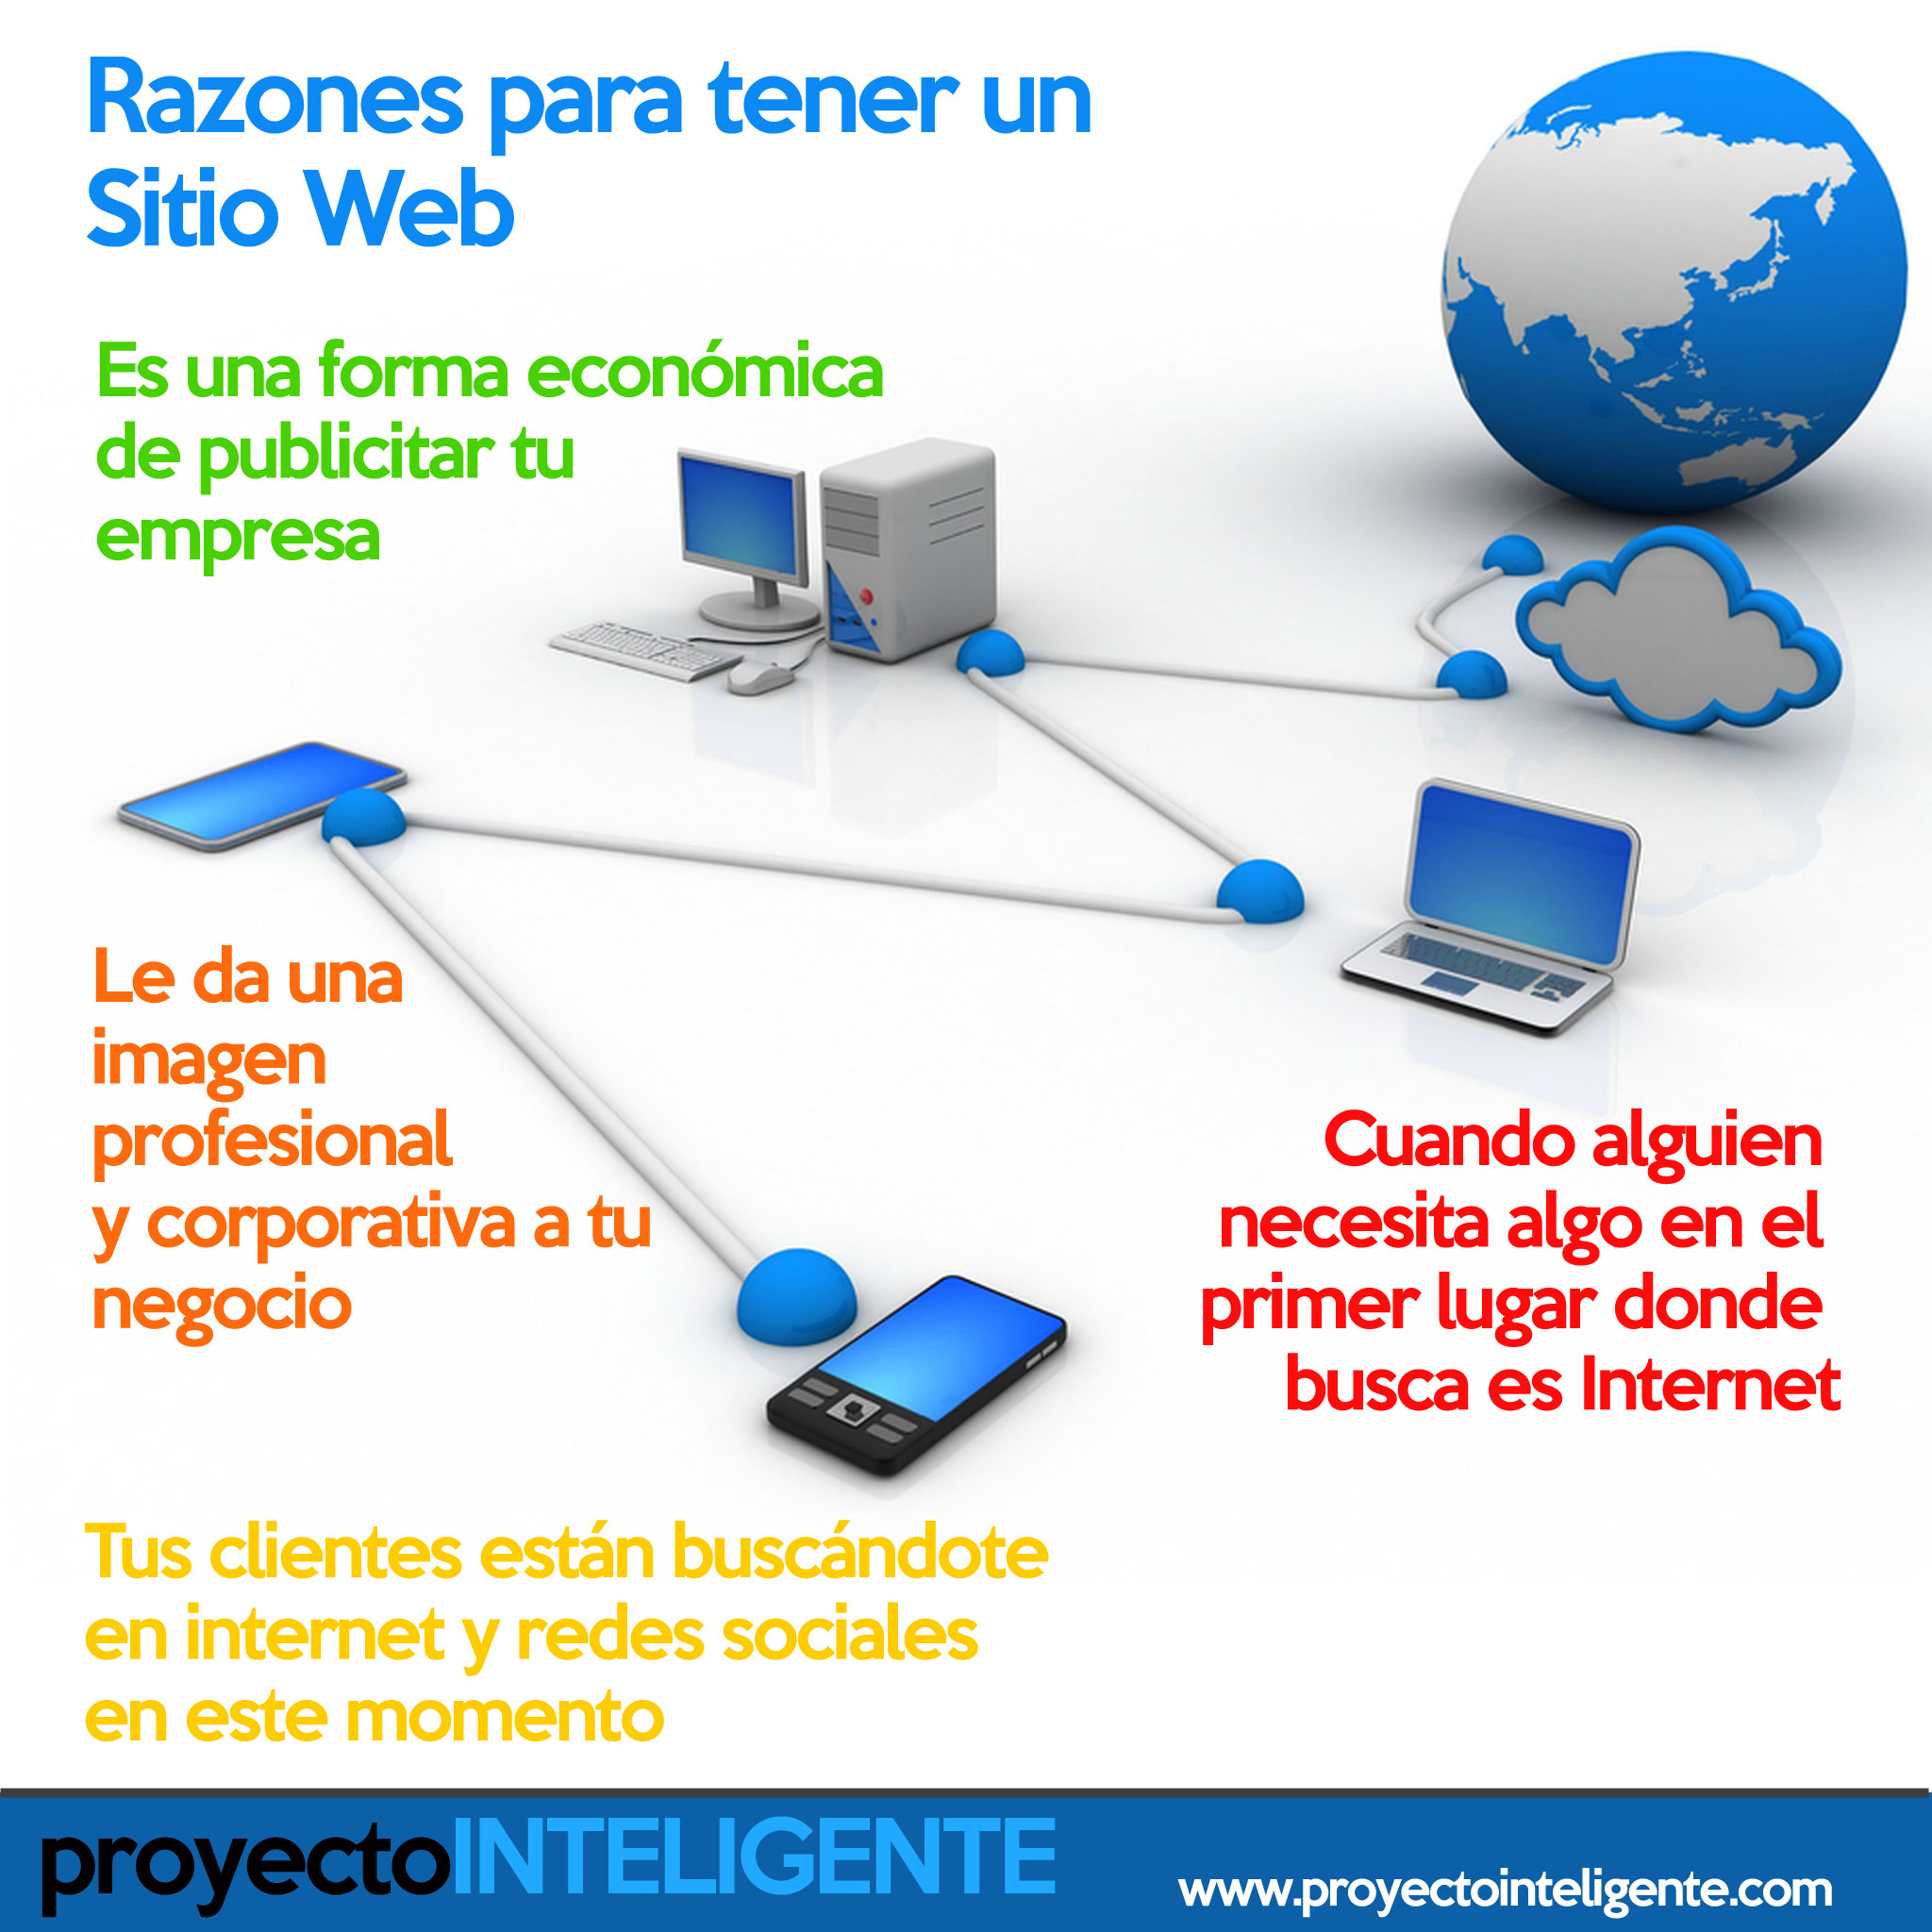 Razones para tener un
Sitio Web
Es una forma económica
de publicitar tu
empresa
Le da una
imagen
profesional
y corporativa a tu
negocio
Cuando alguien
necesita algo en el
primer lugar donde
busca es Internet
Tus clientes están buscándote
en internet y redes sociales
en este momento
proyectoINTELIGENTE
www.proyectointeligente.com